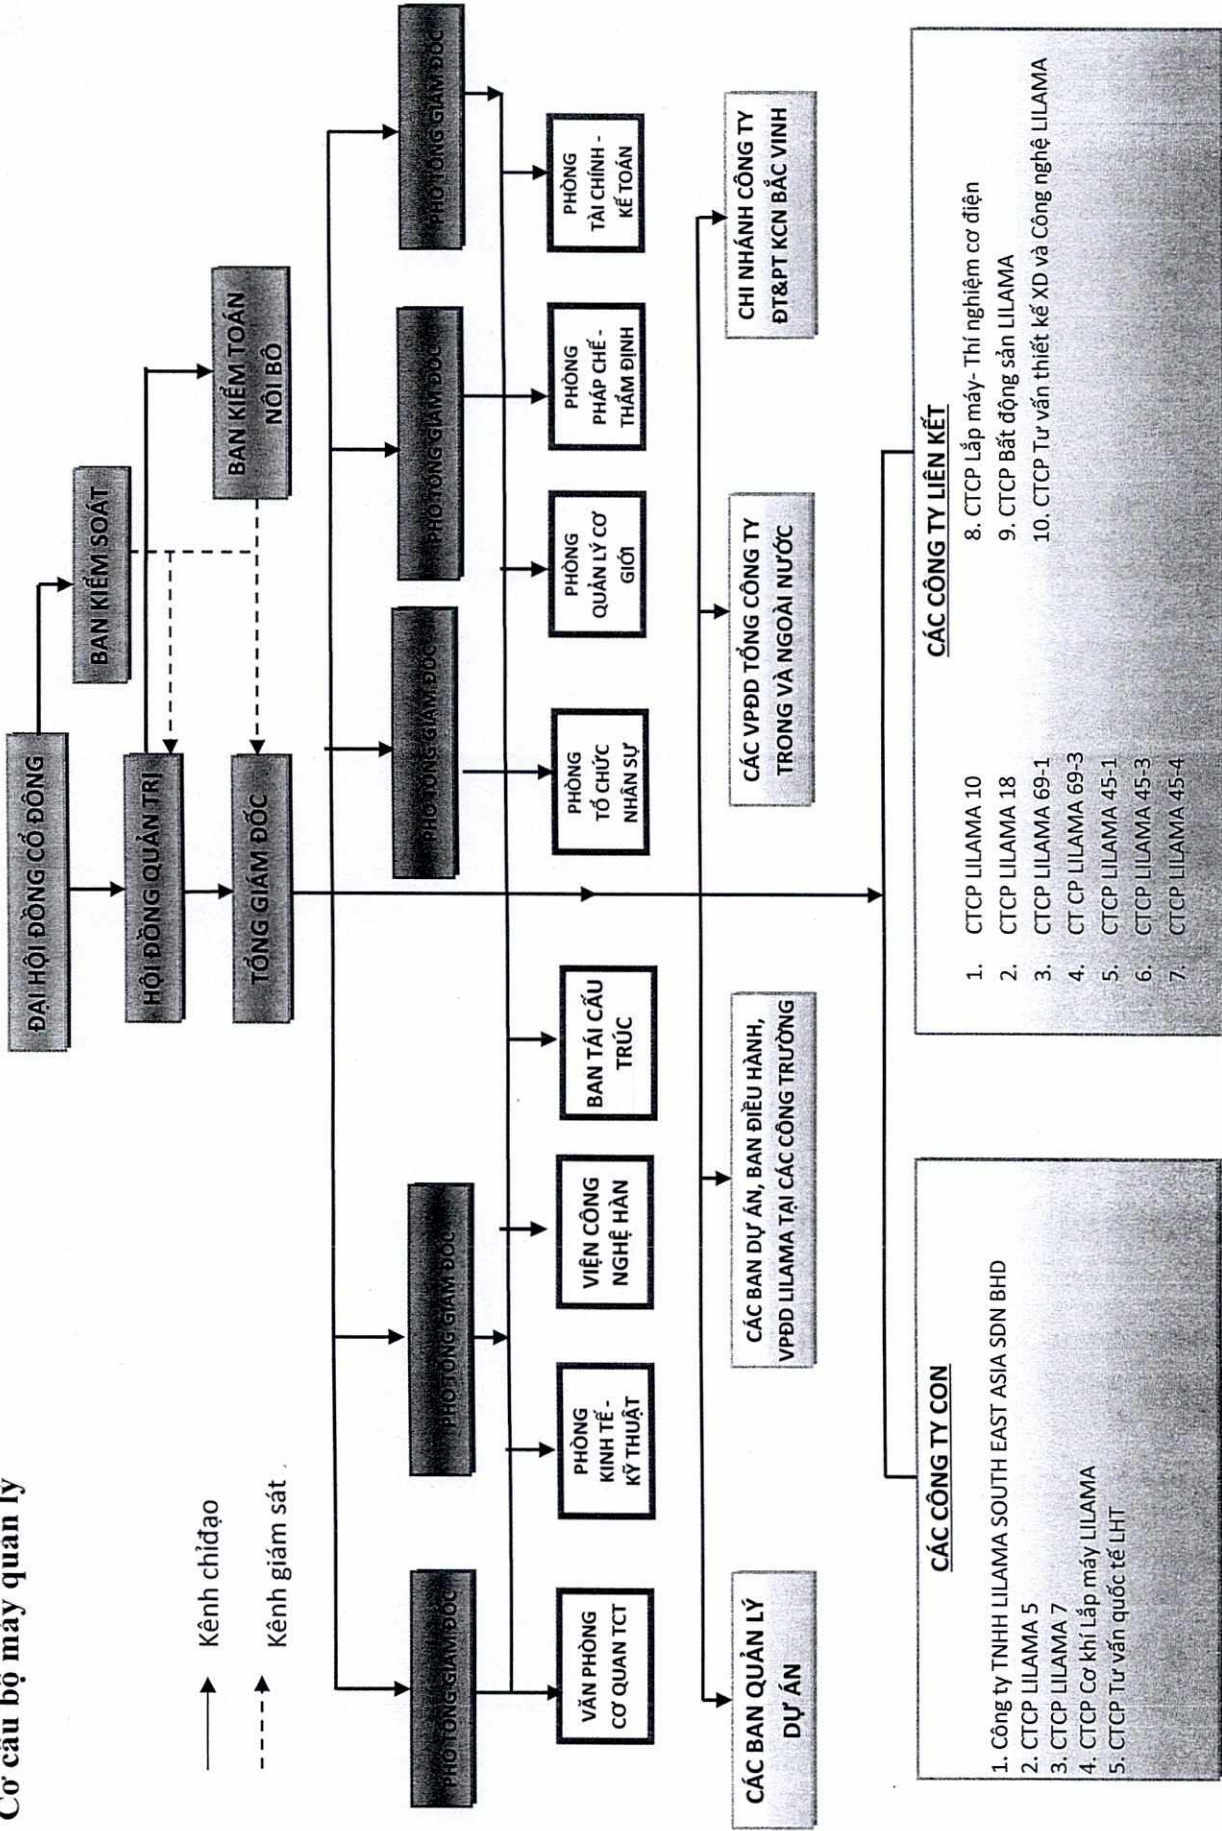 Cơ cấu bộ máy quản lý
Kênh chỉđạo
Kênh giám sát
ĐẠI HỘI ĐỒNG CỔ ĐÔNG
BAN KIỂM SOÁT
HỘI ĐỒNG QUẢN TRỊ
BAN KIỂM TOÁN
NÔI BÔ
TỔNG GIÁM ĐỐC
PHÓ TỔNG GIÁM ĐỐC
PHÓ TỔNG GIÁM ĐỐC
PHÓ TỔNG GIÁM ĐỐC
PHÓ TỔNG GIÁM ĐỐC
PHÓ TỔNG GIÁM ĐỐC
VĂN PHÒNG
CƠ QUAN TCT
PHÒNG
KINH TẾ -
KỸ THUẬT
VIỆN CÔNG
NGHỆ HÀN
BAN TÁI CẤU
TRÚC
PHÒNG
TỔ CHỨC
NHÂN SỰ
PHÒNG
QUẢN LÝ CƠ
GIỚI
PHÒNG
PHÁP CHẾ -
THẨM ĐỊNH
PHÒNG
TÀI CHÍNH -
KẾ TOÁN
CÁC BAN QUẢN LÝ
DỰ ÁN
CÁC BAN DỰ ÁN, BAN ĐIỀU HÀNH,
VPĐD LILAMA TẠI CÁC CÔNG TRƯỜNG
CÁC VPĐD TỔNG CÔNG TY
TRONG VÀ NGOÀI NƯỚC
CHI NHÁNH CÔNG TY
ĐT&PT KCN BẮC VINH
CÁC CÔNG TY CON
1. Công ty TNHH LILAMA SOUTH EAST ASIA SDN BHD
2. CTCP LILAMA 5
3. CTCP LILAMA 7
4. CTCP Cơ khí Lắp máy LILAMA
5. CTCP Tư vấn quốc tế LHT
CÁC CÔNG TY LIÊN KẾT
1. CTCP LILAMA 10
2. CTCP LILAMA 18
3. CTCP LILAMA 69-1
4. CT CP LILAMA 69-3
5. CTCP LILAMA 45-1
6. CTCP LILAMA 45-3
7. CTCP LILAMA 45-4
8. CTCP Lắp máy- Thí nghiệm cơ điện
9. CTCP Bất động sản LILAMA
10. CTCP Tư vấn thiết kế XD và Công nghệ LILAMA